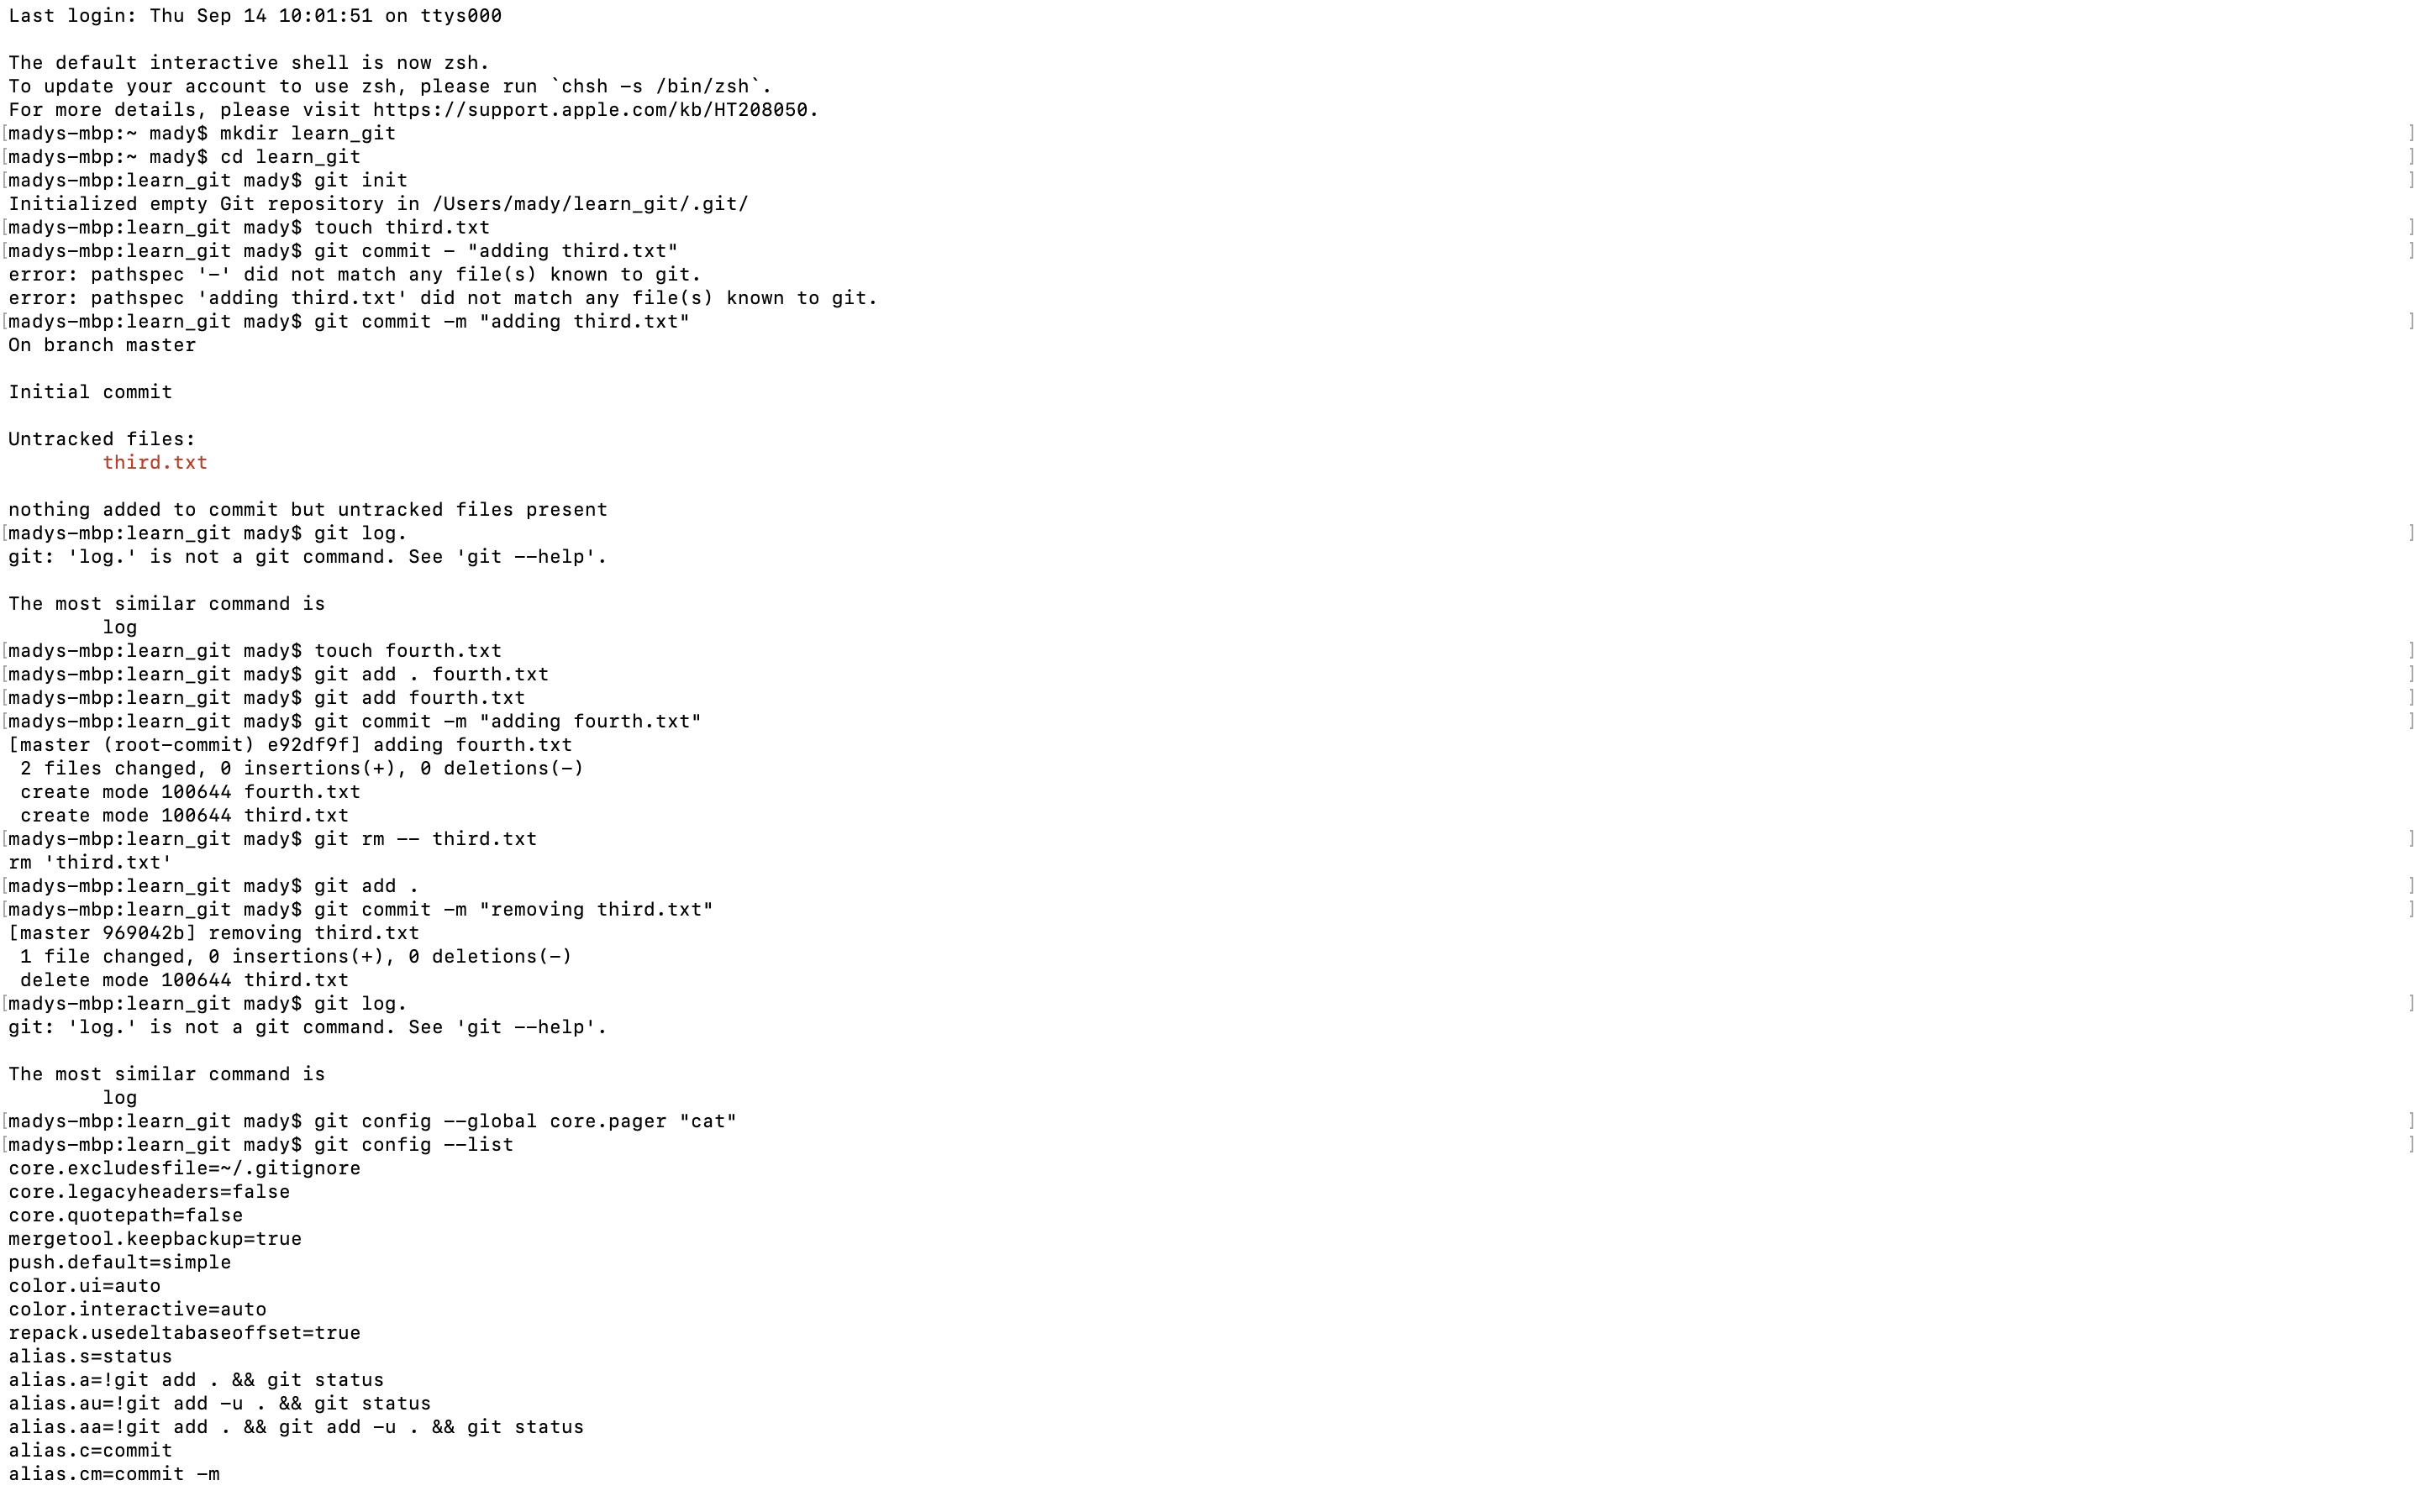 Last login: Thu Sep 14 10:01:51 on ttys000
The default interactive shell is now zsh.
To update your account to use zsh, please run `chsh -s /bin/zsh`.
For more details, please visit https://support.apple.com/kb/HT208050.
[madys-mbp:~ mady$ mkdir learn_git ]
[madys-mbp:~ mady$ cd learn_git ]
[madys-mbp:learn_git mady$ git init ]
Initialized empty Git repository in /Users/mady/learn_git/.git/
[madys-mbp:learn_git mady$ touch third.txt ]
[madys-mbp:learn_git mady$ git commit - "adding third.txt" ]
error: pathspec '-' did not match any file(s) known to git.
error: pathspec 'adding third.txt' did not match any file(s) known to git.
[madys-mbp:learn_git mady$ git commit -m "adding third.txt" ]
On branch master
Initial commit
Untracked files:
third.txt
nothing added to commit but untracked files present
[madys-mbp:learn_git mady$ git log. ]
git: 'log.' is not a git command. See 'git --help'.
The most similar command is
log
[madys-mbp:learn_git mady$ touch fourth.txt ]
[madys-mbp:learn_git mady$ git add . fourth.txt ]
[madys-mbp:learn_git mady$ git add fourth.txt ]
[madys-mbp:learn_git mady$ git commit -m "adding fourth.txt" ]
[master (root-commit) e92df9f] adding fourth.txt
2 files changed, 0 insertions(+), 0 deletions(-)
create mode 100644 fourth.txt
create mode 100644 third.txt
[madys-mbp:learn_git mady$ git rm -- third.txt ]
rm 'third.txt'
[madys-mbp:learn_git mady$ git add . ]
[madys-mbp:learn_git mady$ git commit -m "removing third.txt" ]
[master 969042b] removing third.txt
1 file changed, 0 insertions(+), 0 deletions(-)
delete mode 100644 third.txt
[madys-mbp:learn_git mady$ git log. ]
git: 'log.' is not a git command. See 'git --help'.
The most similar command is
log
[madys-mbp:learn_git mady$ git config --global core.pager "cat" ]
[madys-mbp:learn_git mady$ git config --list ]
core.excludesfile=~/.gitignore
core.legacyheaders=false
core.quotepath=false
mergetool.keepbackup=true
push.default=simple
color.ui=auto
color.interactive=auto
repack.usedeltabaseoffset=true
alias.s=status
alias.a=!git add . && git status
alias.au=!git add -u . && git status
alias.aa=!git add . && git add -u . && git status
alias.c=commit
alias.cm=commit -m